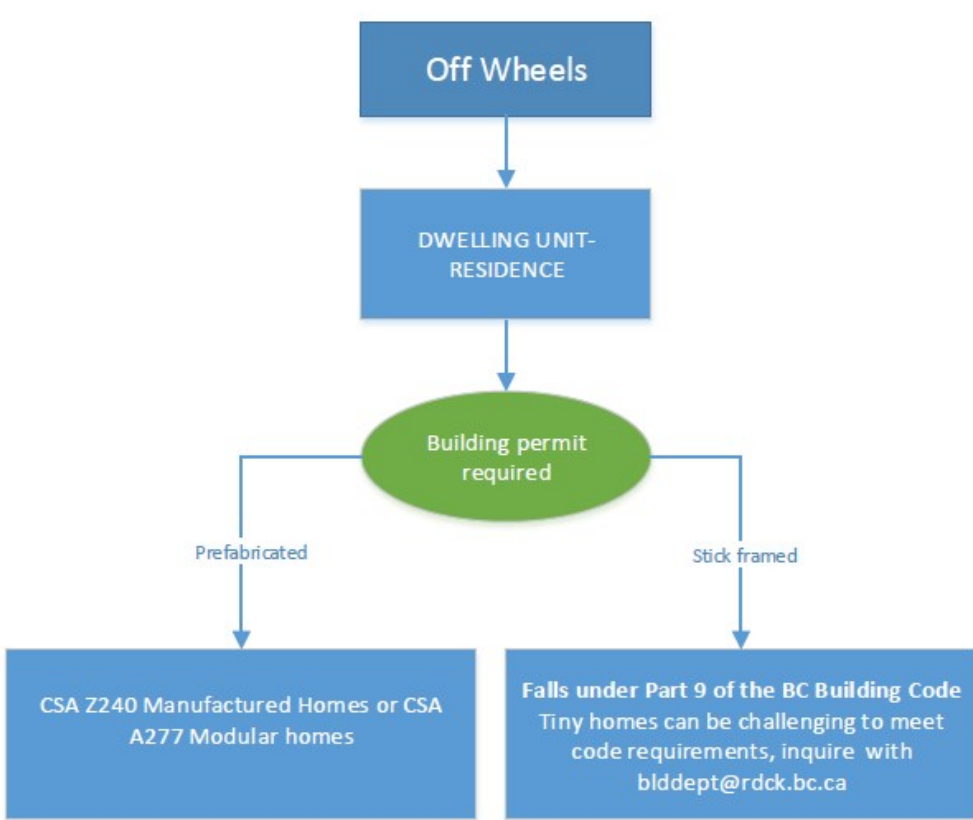 Off Wheels
DWELLING UNIT-
RESIDENCE
Building permit
required
Prefabricated
Stick framed
CSA Z240 Manufactured Homes or CSA
A277 Modular homes
Falls under Part 9 of the BC Building Code
Tiny homes can be challenging to meet
code requirements, inquire with
blddept@rdck.bc.ca